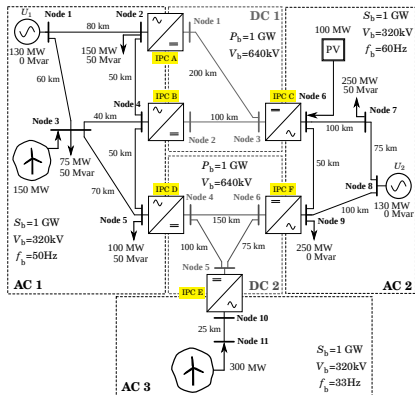 U1
Node 1
130 MW
0 Mvar
80 km
Node 2
150 MW
50 Mvar
IPC A
Node 1
DC 1
Pb=1 GW
Vb=640kV
200 km
100 MW
PV
Sb=1 GW
Vb=320kV
fb=60Hz
60 km
50 km
IPC B
Node 4
40 km
100 km
Node 2
Node 3
IPC C
Node 6
250 MW
50 Mvar
Node 7
100 km
75 km
Node 3
75 MW
50 Mvar
150 MW
50 km
70 km
IPC D
Node 5
100 MW
50 Mvar
Pb=1 GW
Vb=640kV
Node 4
Node 6
150 km
100 km
75 km
IPC F
50 km
Node 8
U2
130 MW
0 Mvar
100 km
Node 9
250 MW
0 Mvar
Sb=1 GW
Vb=320kV
fb=50Hz
AC 1
Node 5
IPC E
DC 2
AC 2
25 km
Node 10
Node 11
300 MW
AC 3
Sb=1 GW
Vb=320kV
fb=33Hz